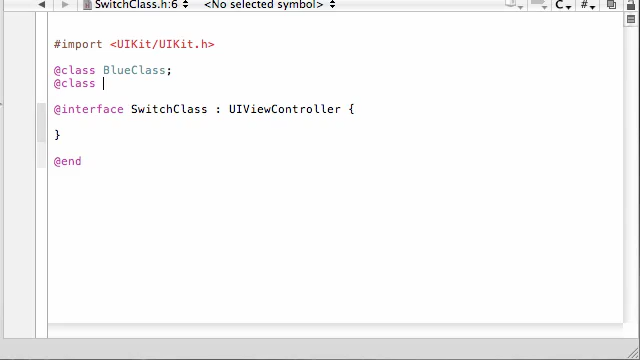 SwitchClass.h:6 <No selected symbol> C #
#import <UIKit/UIKit.h>
@class BlueClass;
@class
@interface SwitchClass : UIViewController {
}
@end